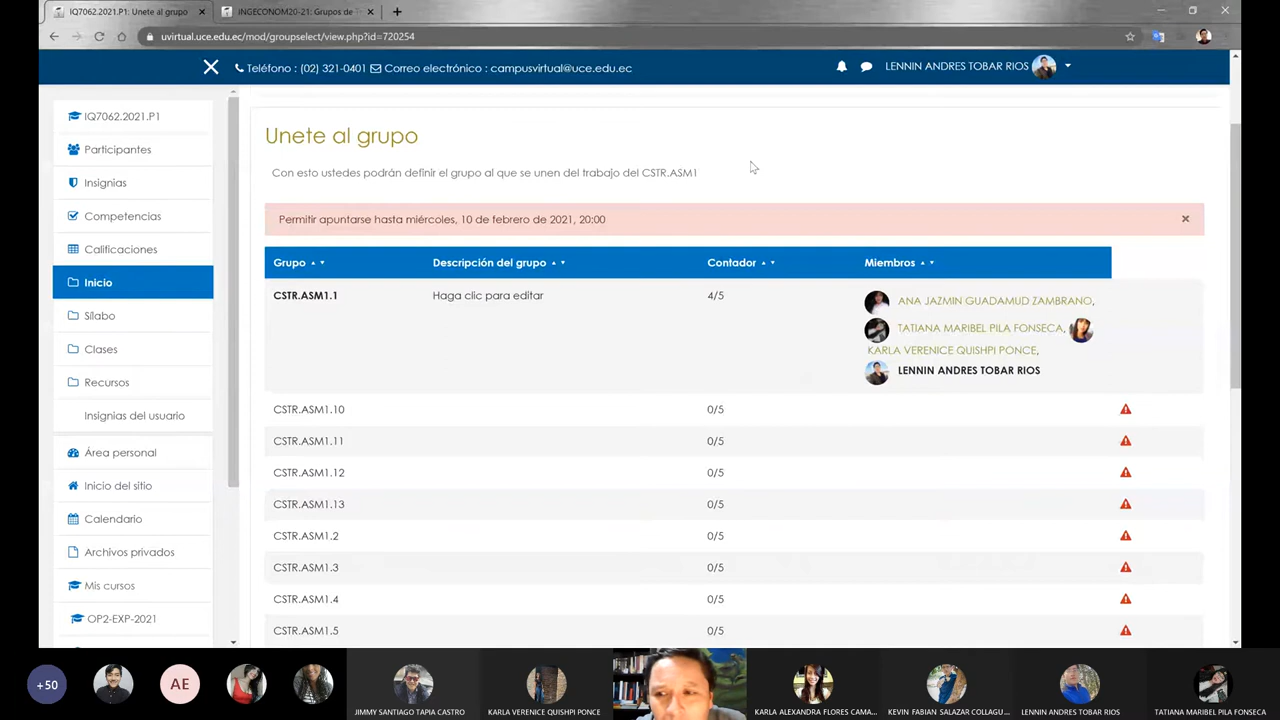 IQ7062.2021.P1: Unete al grupo
INGECONOM20-21: Grupos de T
uvirtual.uce.edu.ec/mod/groupselect/view.php?id=720254
Teléfono : (02) 321-0401 Correo electrónico : campusvirtual@uce.edu.ec
LENNIN ANDRES TOBAR RIOS
IQ7062.2021.P1
Participantes
Insignias
Competencias
Calificaciones
Inicio
Sílabo
Clases
Recursos
Insignias del usuario
Área personal
Inicio del sitio
Calendario
Archivos privados
Mis cursos
OP2-EXP-2021
Unete al grupo
Con esto ustedes podrán definir el grupo al que se unen del trabajo del CSTR.ASM1
Permitir apuntarse hasta miércoles, 10 de febrero de 2021, 20:00
Grupo Descripción del grupo Contador Miembros
CSTR.ASM1.1 Haga clic para editar 4/5 ANA JAZMIN GUADAMUD ZAMBRANO,
TATIANA MARIBEL PILA FONSECA,
KARLA VERENICE QUISHPI PONCE,
LENNIN ANDRES TOBAR RIOS
CSTR.ASM1.10 0/5
CSTR.ASM1.11 0/5
CSTR.ASM1.12 0/5
CSTR.ASM1.13 0/5
CSTR.ASM1.2 0/5
CSTR.ASM1.3 0/5
CSTR.ASM1.4 0/5
CSTR.ASM1.5 0/5
+50
AE
JIMMY SANTIAGO TAPIA CASTRO
KARLA VERENICE QUISHPI PONCE
KARLA ALEXANDRA FLORES CAMA...
KEVIN FABIAN SALAZAR COLLAGU...
LENNIN ANDRES TOBAR RIOS
TATIANA MARIBEL PILA FONSECA